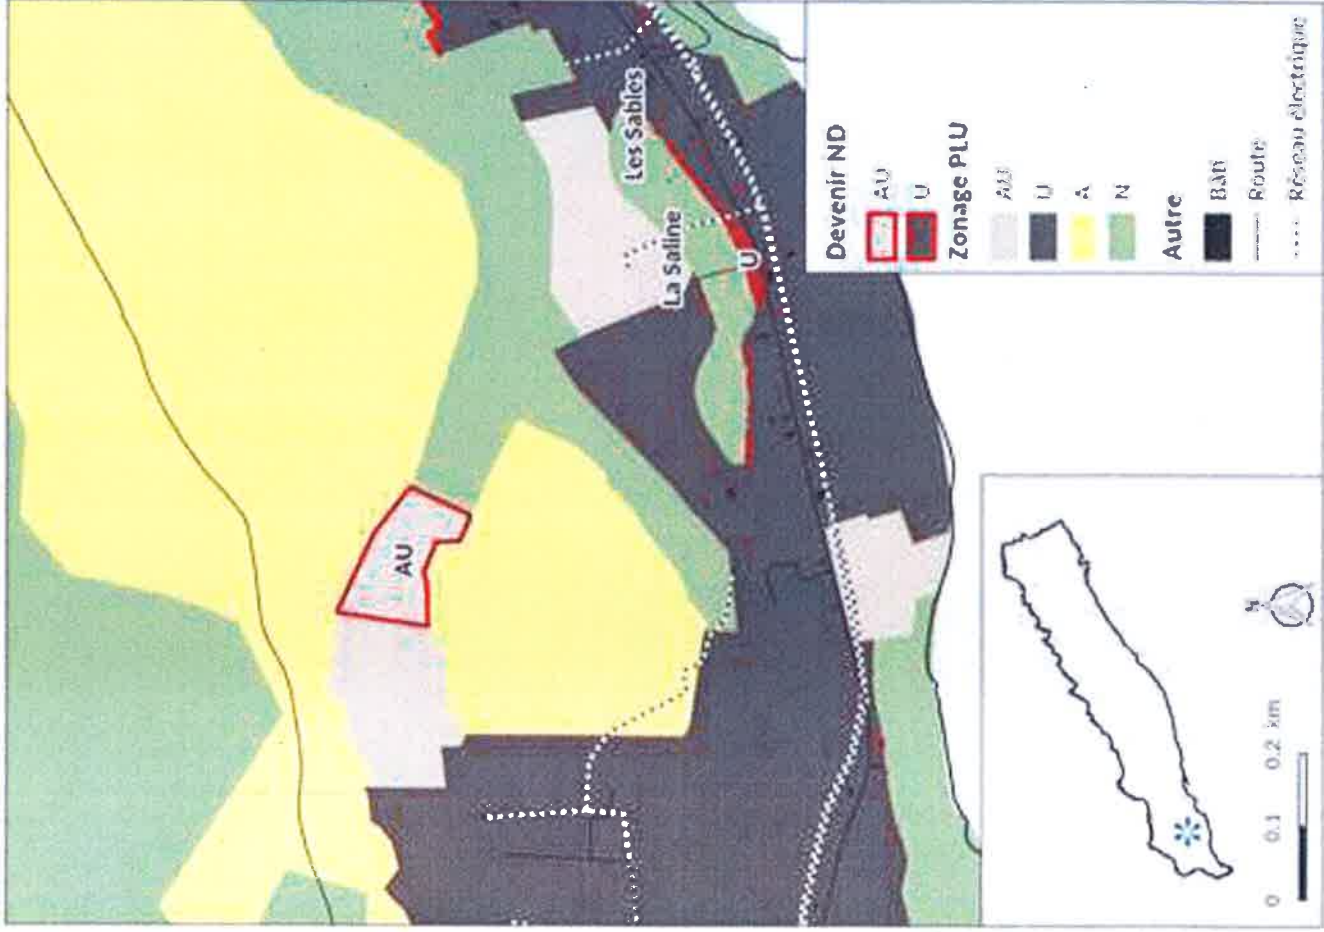 AU
Les Sables
La Saline
U
Devenir ND
AU
U
Zonage PLU
AU
U
A
N
Autre
Bâti
Route
Réseau électrique
N
0 0.1 0.2 km